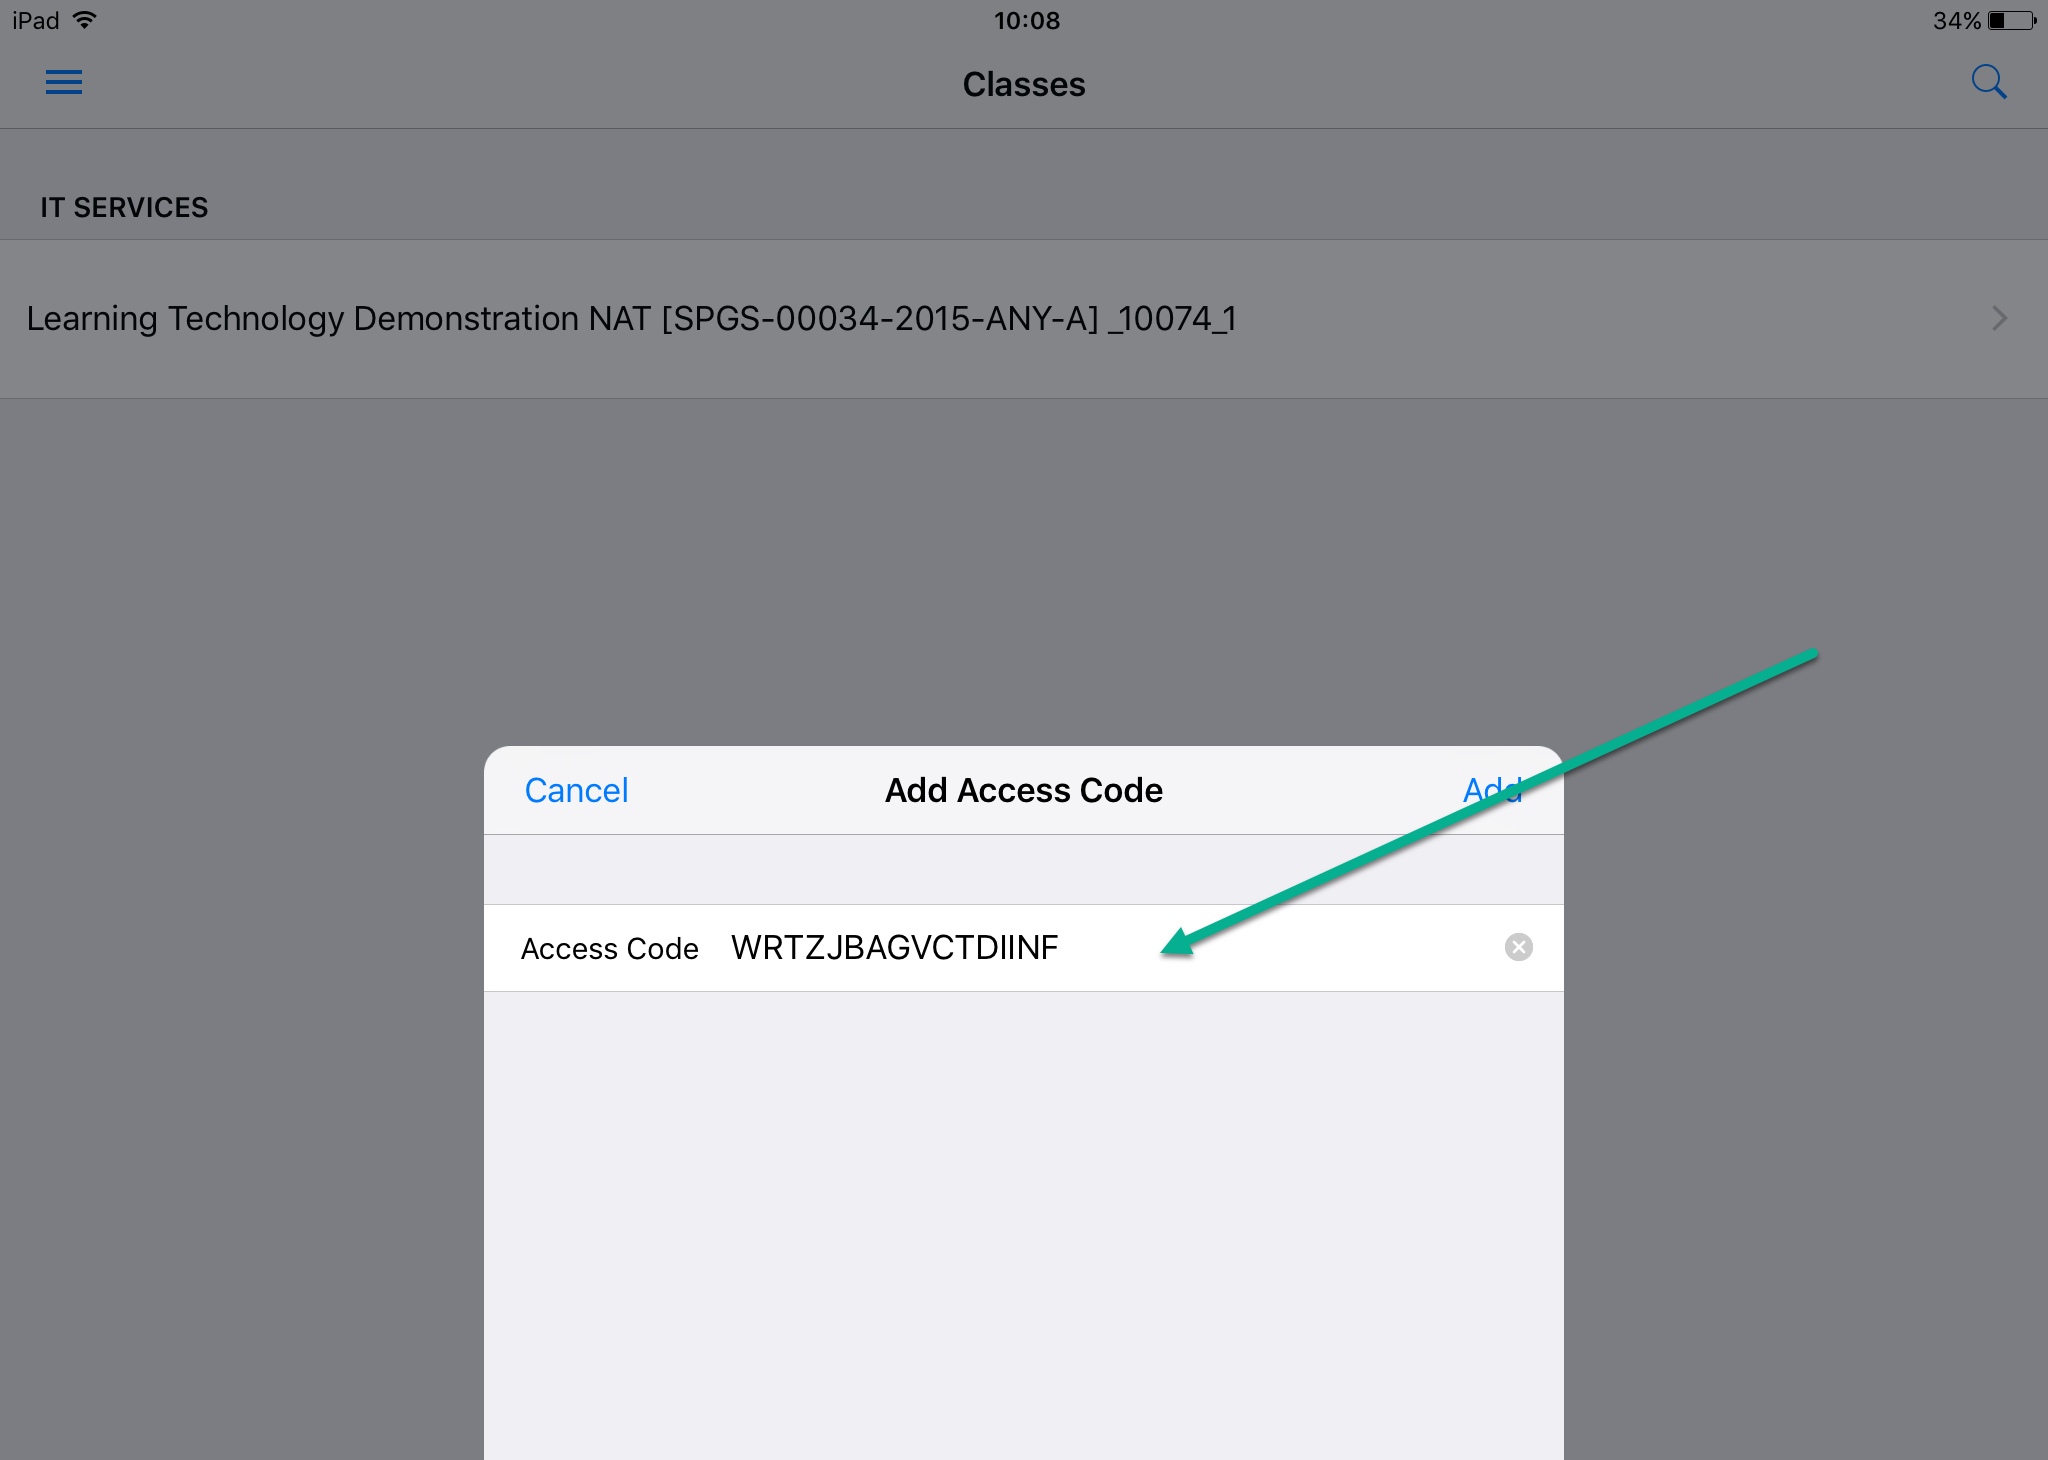 iPad 10:08 34%
Classes
IT SERVICES
Learning Technology Demonstration NAT [SPGS-00034-2015-ANY-A] _10074_1
Cancel Add Access Code Add
Access Code WRTZJBAGVCTDIINF